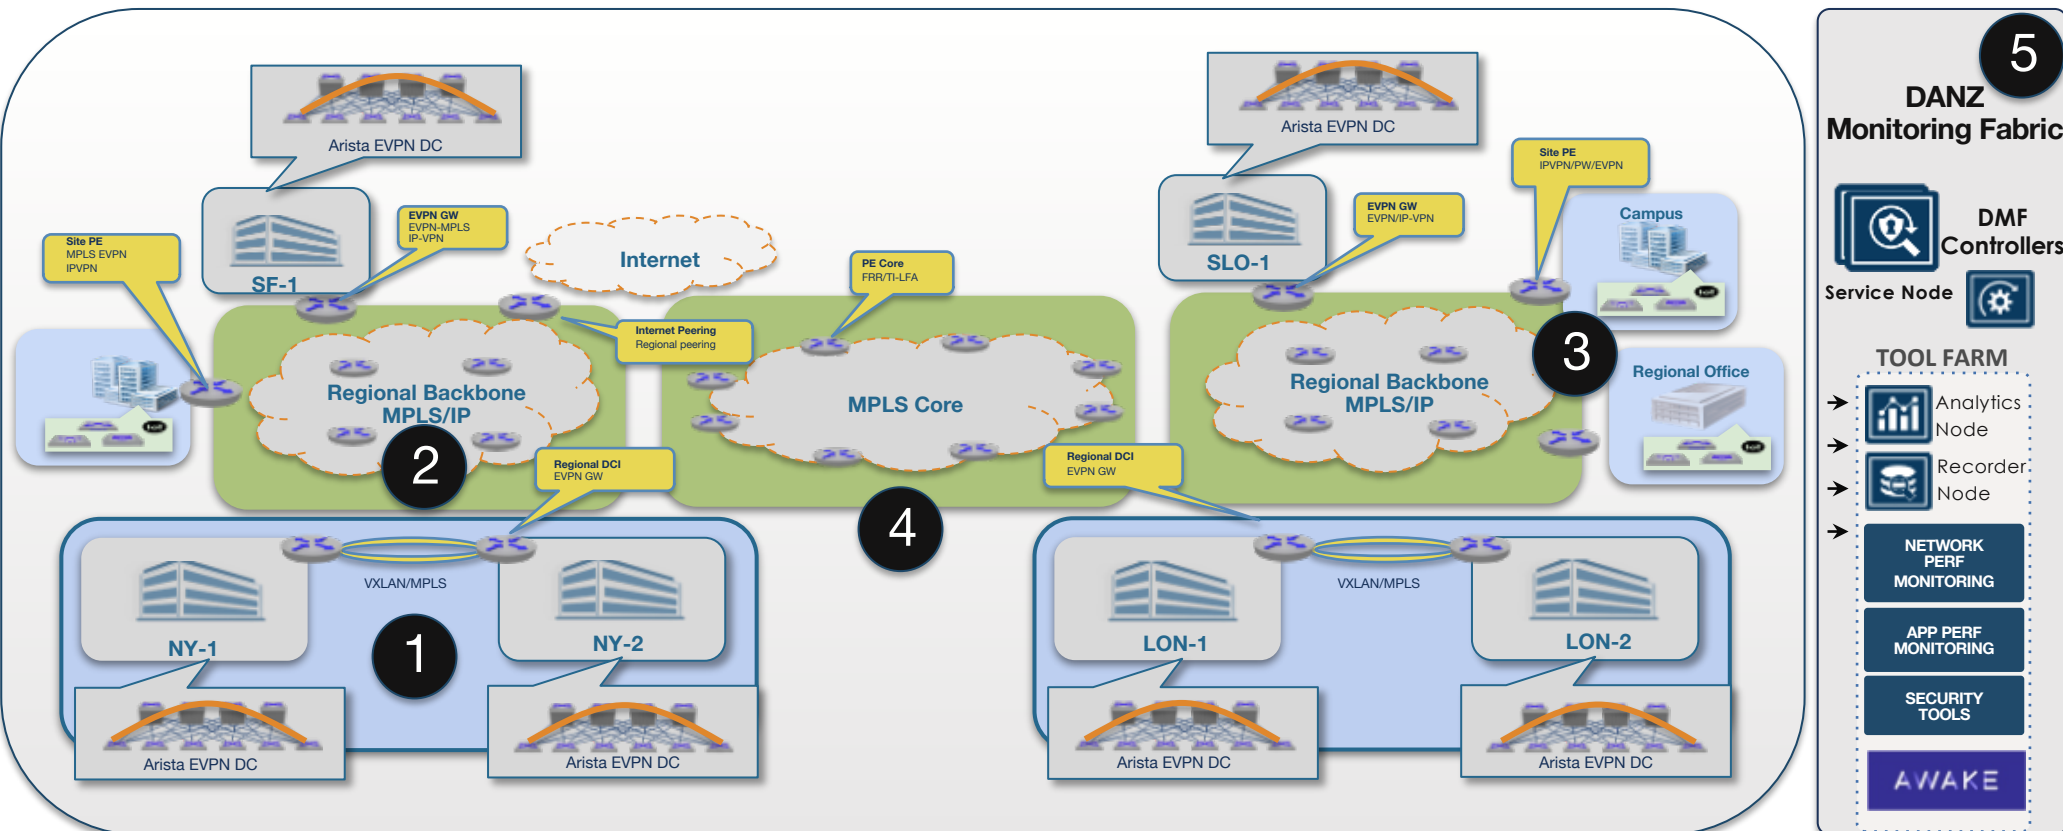 Arista EVPN DC
SF-1
Site PE
MPLS EVPN
IPVPN
EVPN GW
EVPN-MPLS
IP-VPN
Internet
Internet Peering
Regional peering
PE Core
FRR/TI-LFA
Regional Backbone
MPLS/IP
2
Regional DCI
EVPN GW
MPLS Core
4
Arista EVPN DC
SLO-1
EVPN GW
EVPN/IP-VPN
Site PE
IPVPN/PW/EVPN
Campus
Regional Backbone
MPLS/IP
3
Regional Office
Regional DCI
EVPN GW
VXLAN/MPLS
NY-1
1
NY-2
Arista EVPN DC
Arista EVPN DC
VXLAN/MPLS
LON-1
LON-2
Arista EVPN DC
Arista EVPN DC
5
DANZ
Monitoring Fabric
DMF
Controllers
Service Node
TOOL FARM
Analytics
Node
Recorder
Node
NETWORK
PERF
MONITORING
APP PERF
MONITORING
SECURITY
TOOLS
AWAKE